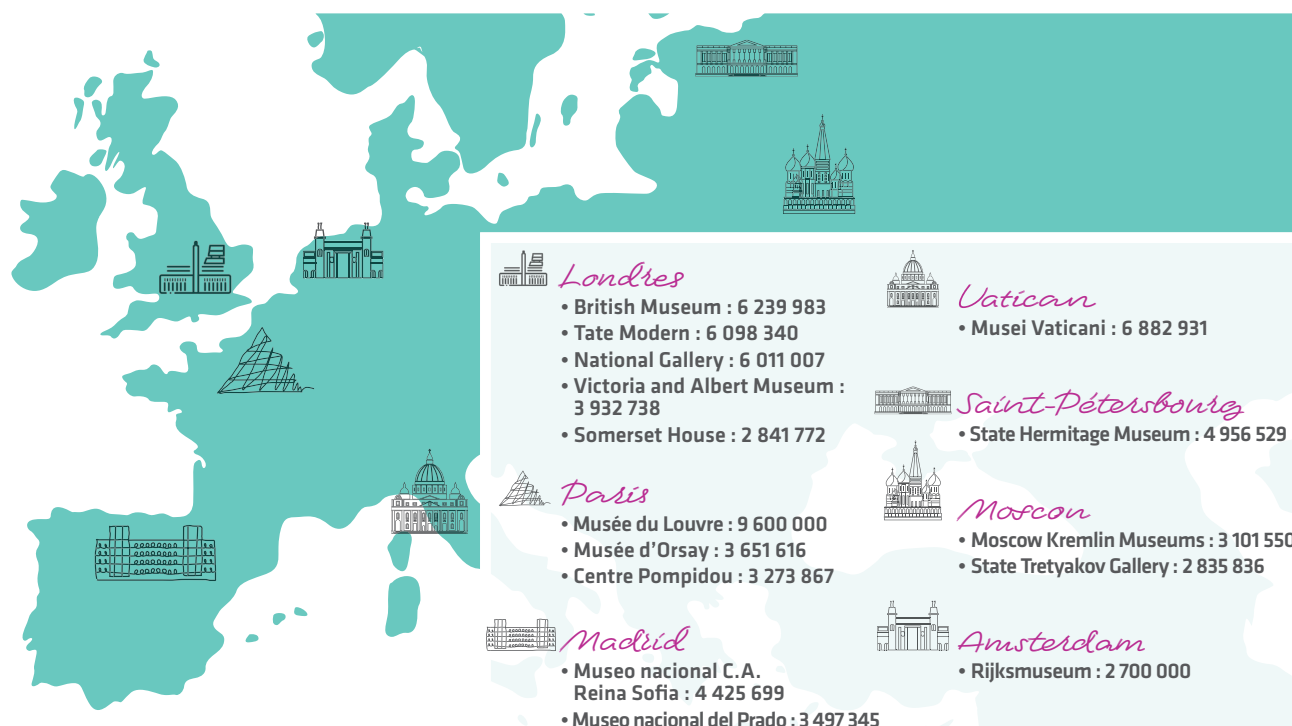 Londres
• British Museum : 6 239 983
• Tate Modern : 6 098 340
• National Gallery : 6 011 007
• Victoria and Albert Museum :
3 932 738
• Somerset House : 2 841 772
Paris
• Musée du Louvre : 9 600 000
• Musée d’Orsay : 3 651 616
• Centre Pompidou : 3 273 867
Madrid
• Museo nacional C.A.
Reina Sofia : 4 425 699
• Museo nacional del Prado : 3 497 345
Vatican
• Musei Vaticani : 6 882 931
Saint-Pétersbourg
• State Hermitage Museum : 4 956 529
Moscou
• Moscow Kremlin Museums : 3 101 550
• State Tretyakov Gallery : 2 835 836
Amsterdam
• Rijksmuseum : 2 700 000